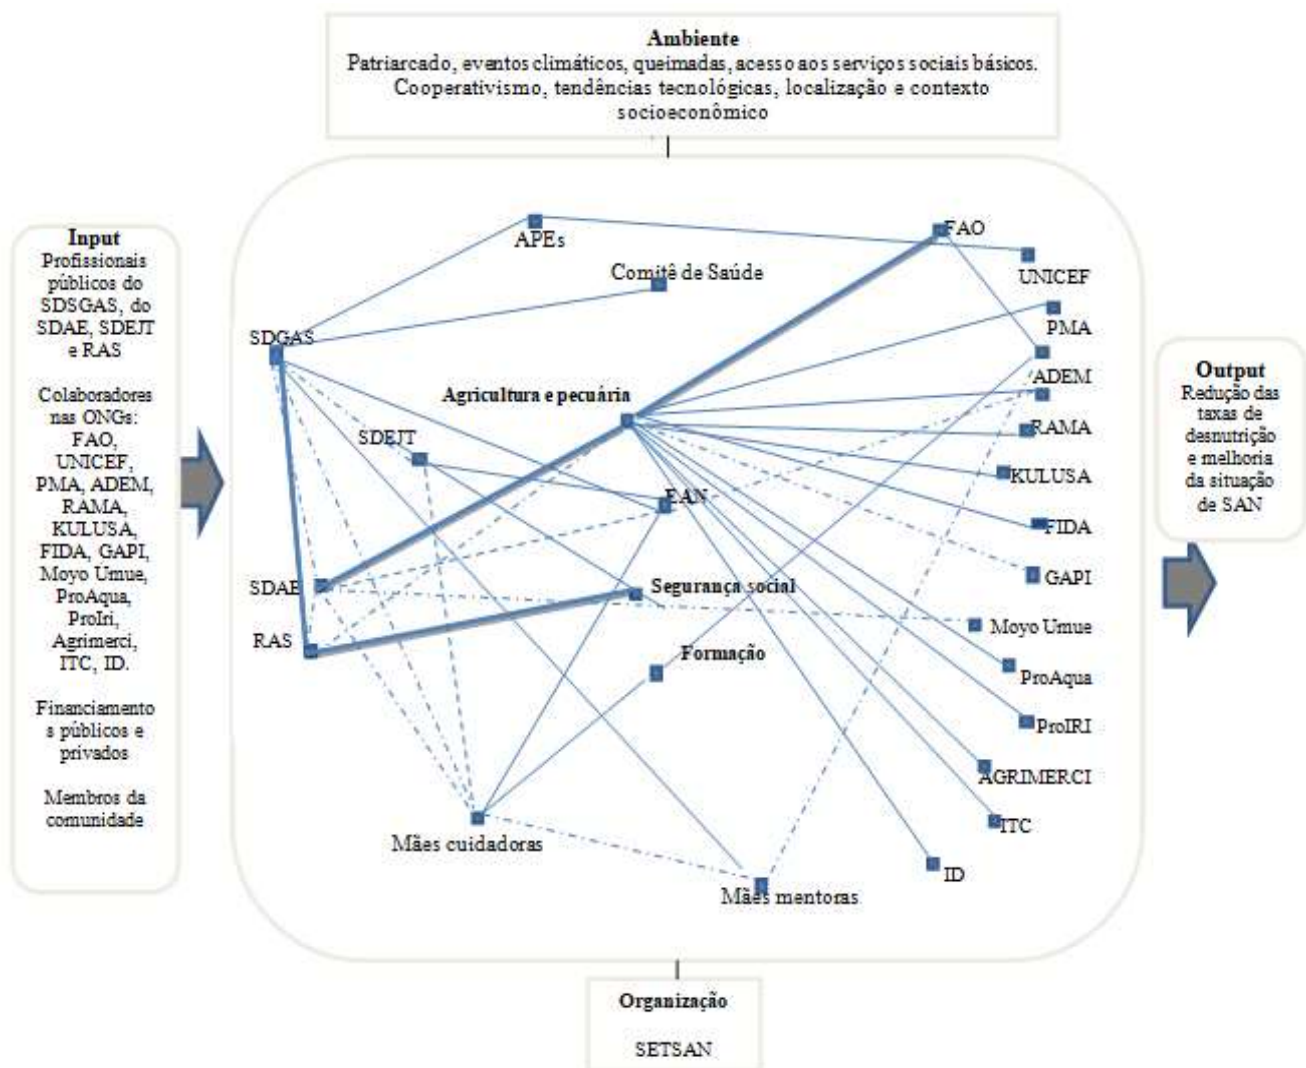 Ambiente
Patriarcado, eventos climáticos, queimadas, acesso aos serviços sociais básicos.
Cooperativismo, tendências tecnológicas, localização e contexto
socioeconômico
Input
Profissionais
públicos do
SDSGAS, do
SDAE, SDEJT
e RAS
Colaboradores
nas ONGs:
FAO,
UNICEF,
PMA, ADEM,
RAMA,
KULUSA,
FIDA, GAPI,
Moyo Umue,
ProAqua,
ProIri,
Agrimerci,
ITC, ID.
Financiamento
s públicos e
privados
Membros da
comunidade
APEs
FAO
Comitê de Saúde
UNICEF
SDGAS
PMA
ADEM
Agricultura e pecuária
RAMA
SDEJT
KULUSA
EAN
FIDA
GAPI
SDAE
Segurança social
Moyo Umue
RAS
Formação
ProAqua
ProIRI
AGRIMERCI
ITC
Mães cuidadoras
ID
Mães mentoras
Output
Redução das
taxas de
desnutrição
e melhoria
da situação
de SAN
Organização
SETSAN